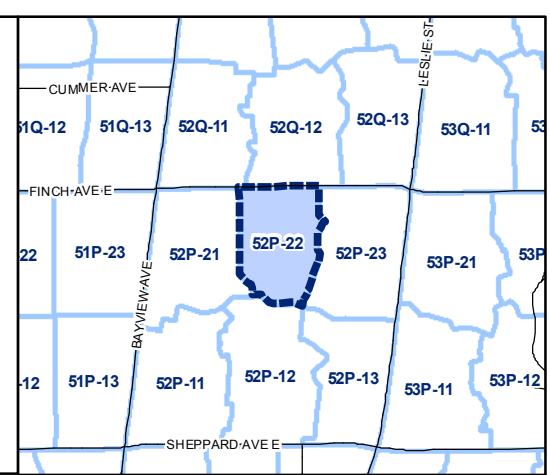 LESLIE ST
CUMMER AVE
51Q-12
51Q-13
52Q-11
52Q-12
52Q-13
53Q-11
53
FINCH AVE E
22
51P-23
52P-21
52P-22
52P-23
53P-21
53P
BAYVIEW AVE
-12
51P-13
52P-11
52P-12
52P-13
53P-11
53P-12
SHEPPARD AVE E